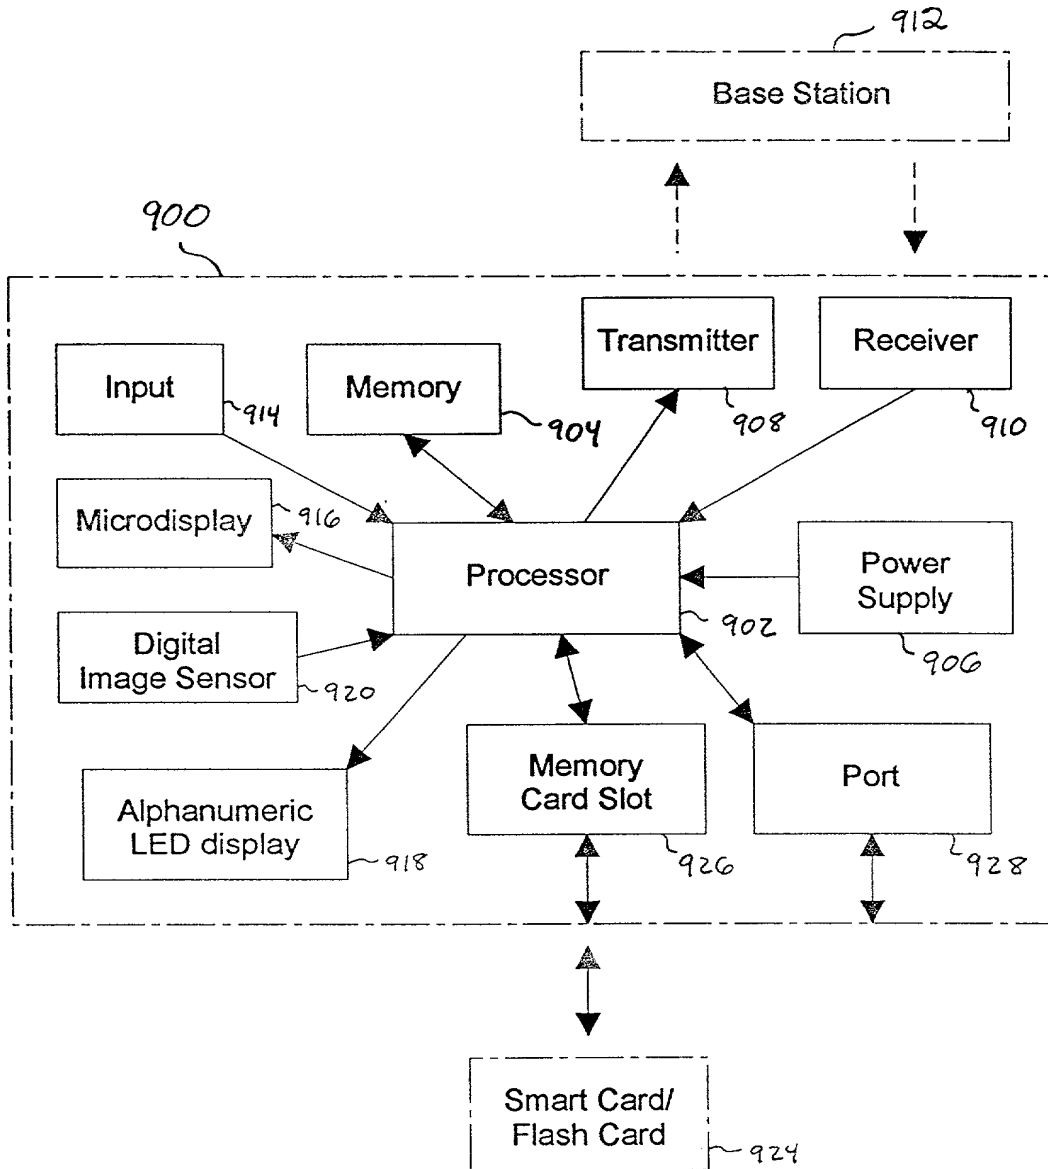 912
Base Station
900
Transmitter
908
Receiver
910
Input
914
Memory
904
Microdisplay
916
Processor
902
Power
Supply
906
Digital
Image Sensor
920
Memory
Card Slot
926
Port
928
Alphanumeric
LED display
918
Smart Card/
Flash Card
924